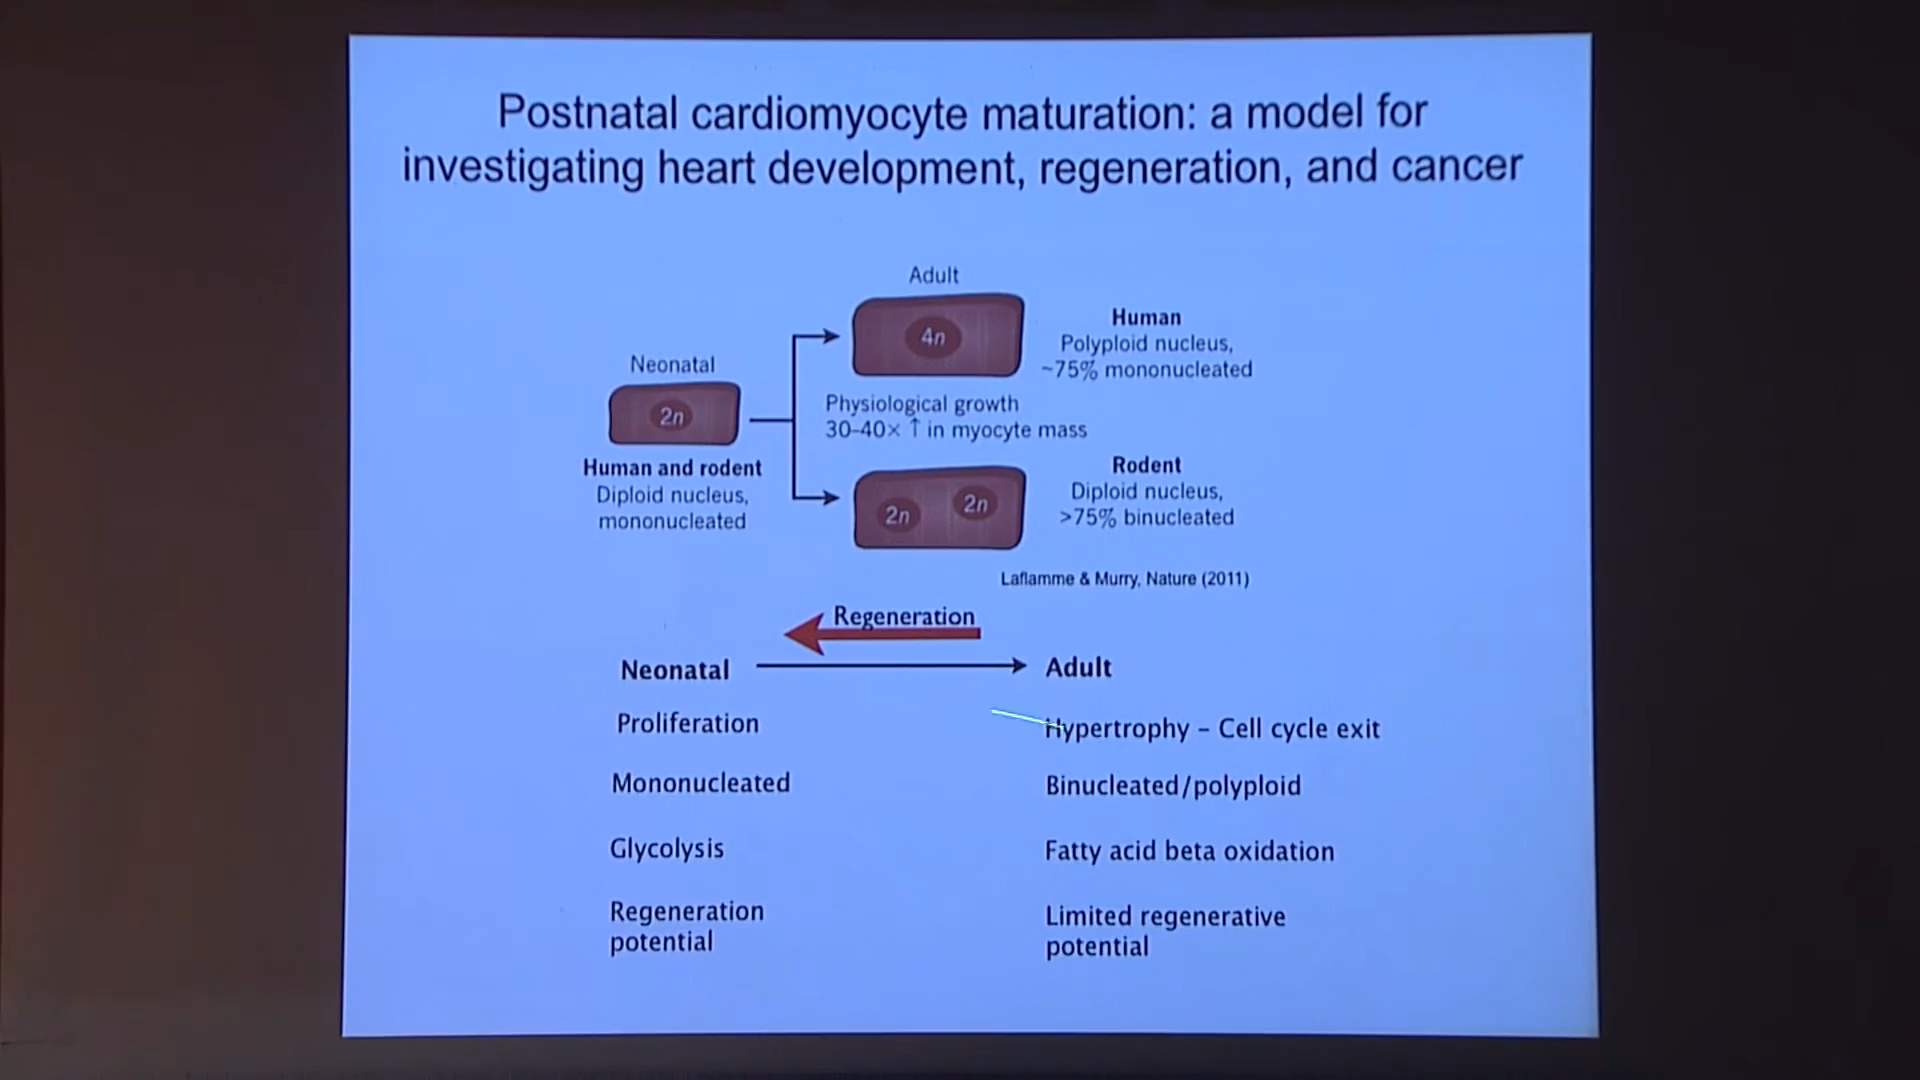 Postnatal cardiomyocyte maturation: a model for
investigating heart development, regeneration, and cancer
Adult
4n
Human
Polyploid nucleus,
~75% mononucleated
Neonatal
2n
Human and rodent
Diploid nucleus,
mononucleated
Physiological growth
30–40× ↑ in myocyte mass
2n
2n
Rodent
Diploid nucleus,
>75% binucleated
Laflamme & Murry, Nature (2011)
Regeneration
Neonatal
Adult
Proliferation
Hypertrophy – Cell cycle exit
Mononucleated
Binucleated/polyploid
Glycolysis
Fatty acid beta oxidation
Regeneration
potential
Limited regenerative
potential